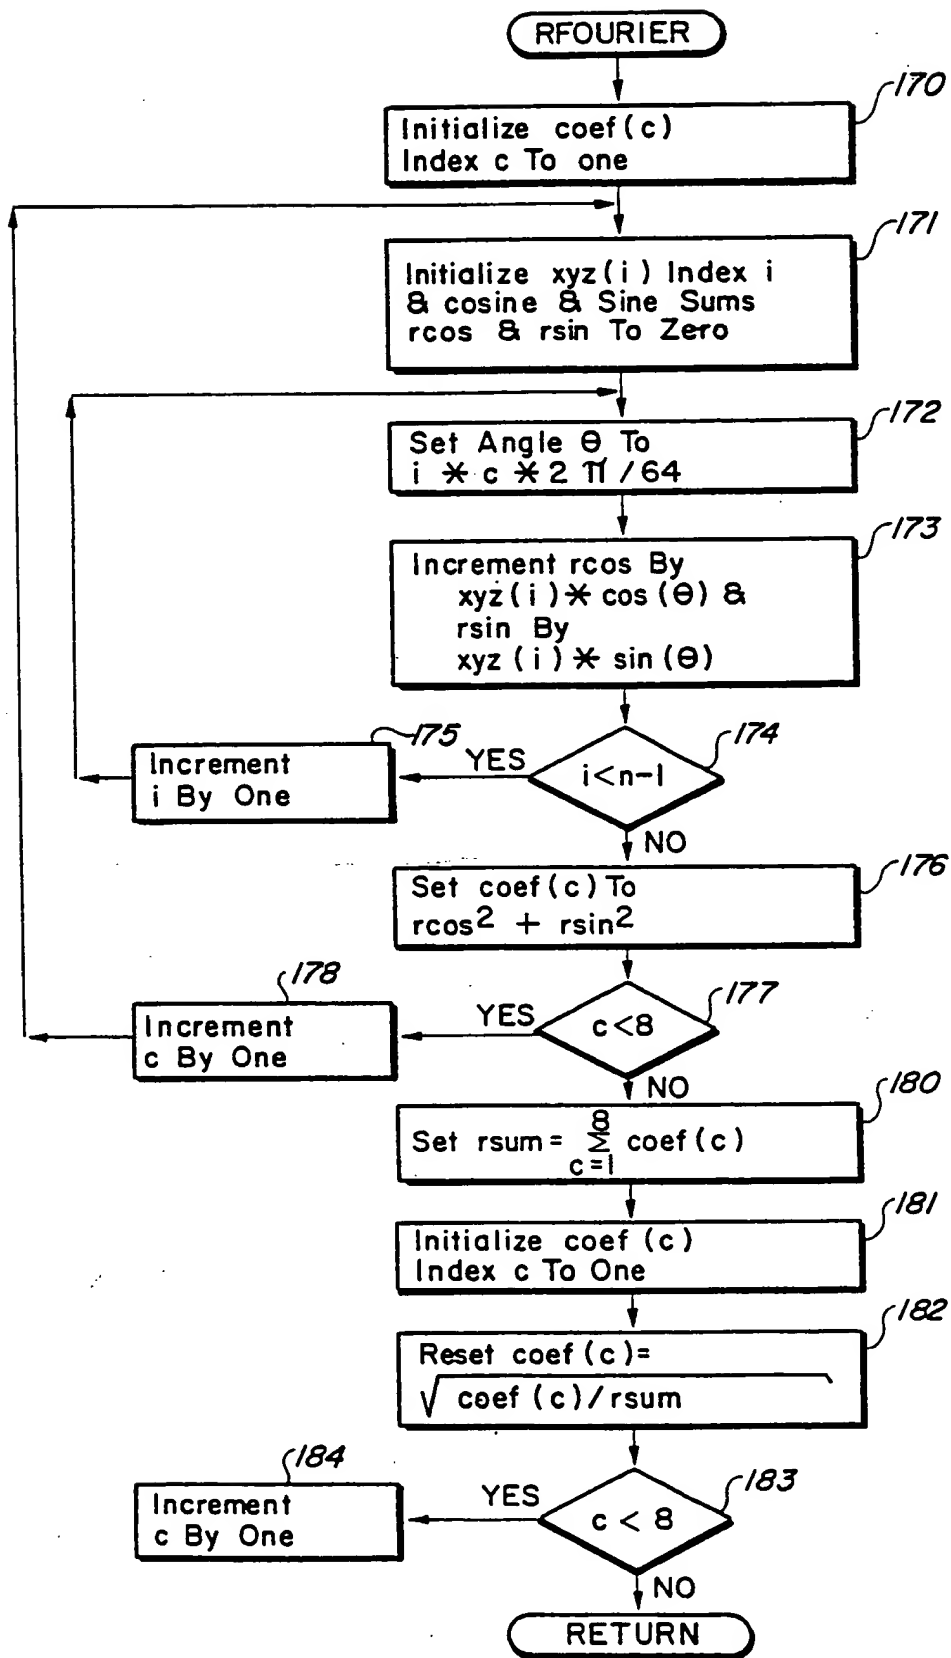 RFOURIER
170
Initialize coef(c)
Index c To one
171
Initialize xyz(i) Index i
& cosine & Sine Sums
rcos & rsin To Zero
172
Set Angle θ To
i * c * 2 π / 64
173
Increment rcos By
xyz(i) * cos(θ) &
rsin By
xyz(i) * sin(θ)
174
i<n-1
YES
175
Increment
i By One
NO
176
Set coef(c) To
rcos² + rsin²
177
c<8
YES
178
Increment
c By One
NO
180
Set rsum = 8 Σ c=1 coef(c)
181
Initialize coef(c)
Index c To One
182
Reset coef(c)=
√coef(c)/rsum
183
c < 8
YES
184
Increment
c By One
NO
RETURN